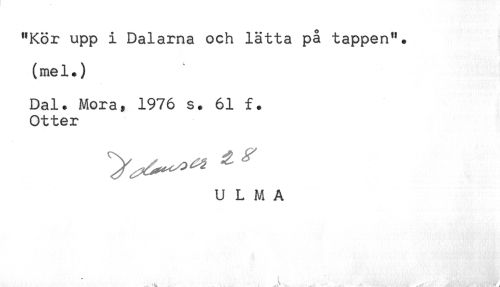 "Kör upp i Dalarna och lätta på tappen".
(mel.)
Dal. Mora, 1976 s. 61 f.
Otter
D danser 28
U L M A